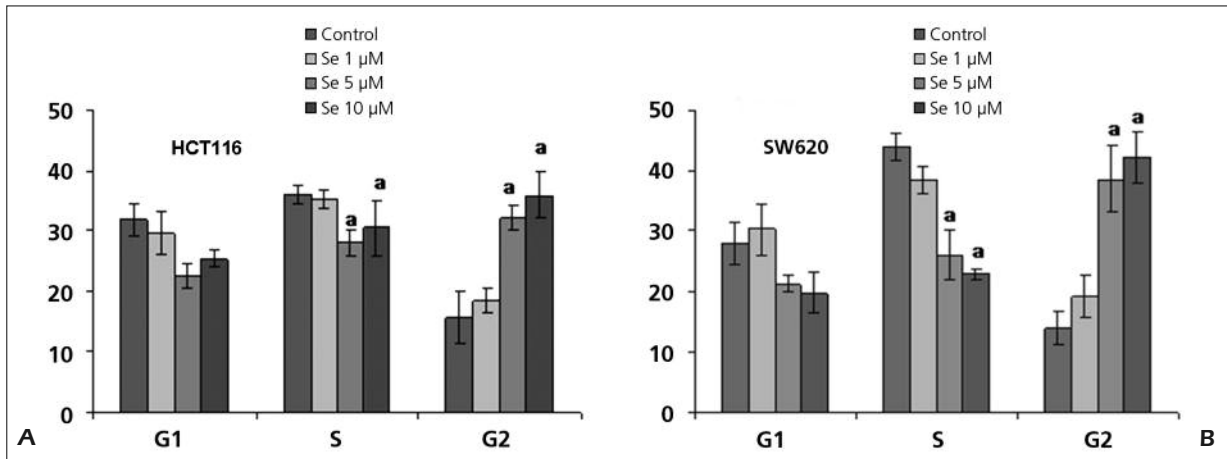 Control
Se 1 µM
Se 5 µM
Se 10 µM
50
40
30
20
10
0
HCT116
a
a
a
a
G1 S G2
A
Control
Se 1 µM
Se 5 µM
Se 10 µM
50
40
30
20
10
0
SW620
a
a
a
a
G1 S G2
B